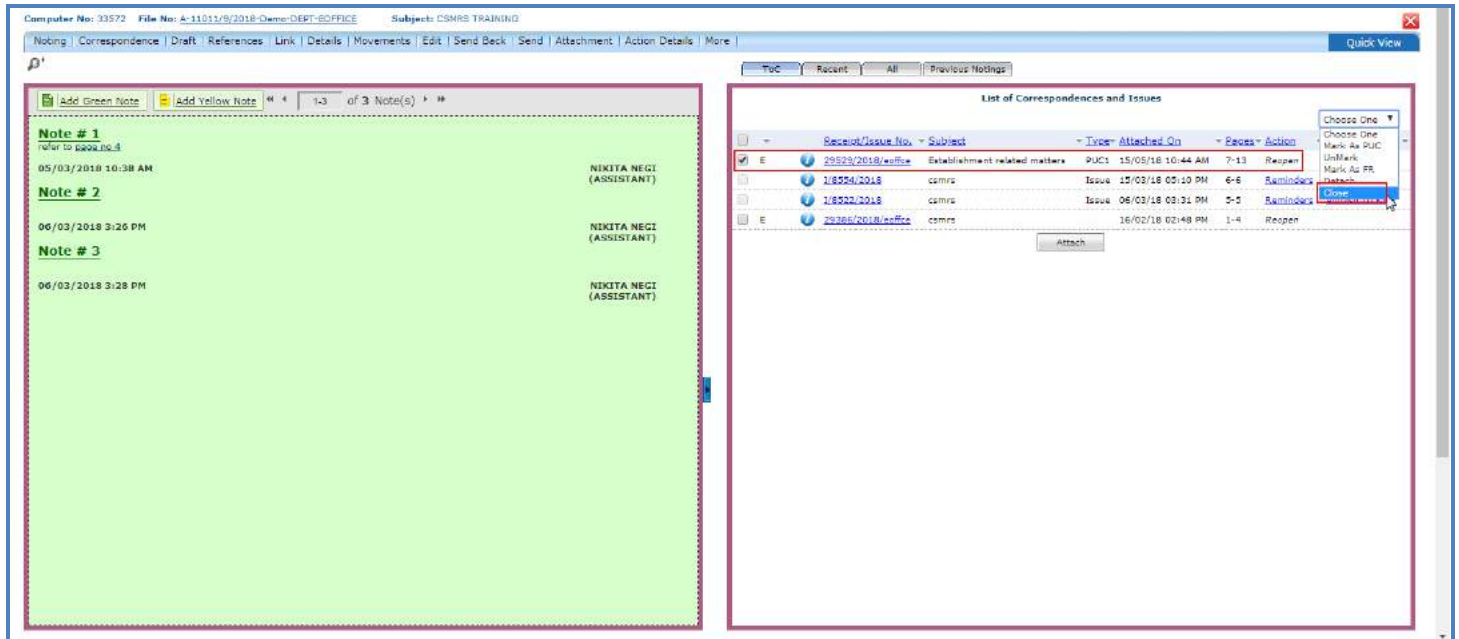 Computer No: 33572 File No: A-11011/9/2018-Demo-DEPT-EOFFICE Subject: CSMRS TRAINING
Noting | Correspondence | Draft | References | Link | Details | Movements | Edit | Send Back | Send | Attachment | Action Details | More |
Quick View
ToC Recent All Previous Notings
Add Green Note Add Yellow Note 1-3 of 3 Note(s)
Note # 1
refer to page no 4
05/03/2018 10:38 AM NIKITA NEGI
(ASSISTANT)
Note # 2
06/03/2018 3:26 PM NIKITA NEGI
(ASSISTANT)
Note # 3
06/03/2018 3:28 PM NIKITA NEGI
(ASSISTANT)
List of Correspondences and Issues
Choose One
Choose One
Mark As PUC
UnMark
Mark As FR
Detach
Close
Receipt/Issue No. Subject Type Attached On Pages Action
E 29529/2018/eoffce Establishment related matters PUC1 15/05/18 10:44 AM 7-13 Reopen
I/8554/2018 csmrs Issue 15/03/18 05:10 PM 6-6 Reminders
I/8522/2018 csmrs Issue 06/03/18 03:31 PM 5-5 Reminders
E 29386/2018/eoffce csmrs 16/02/18 02:48 PM 1-4 Reopen
Attach